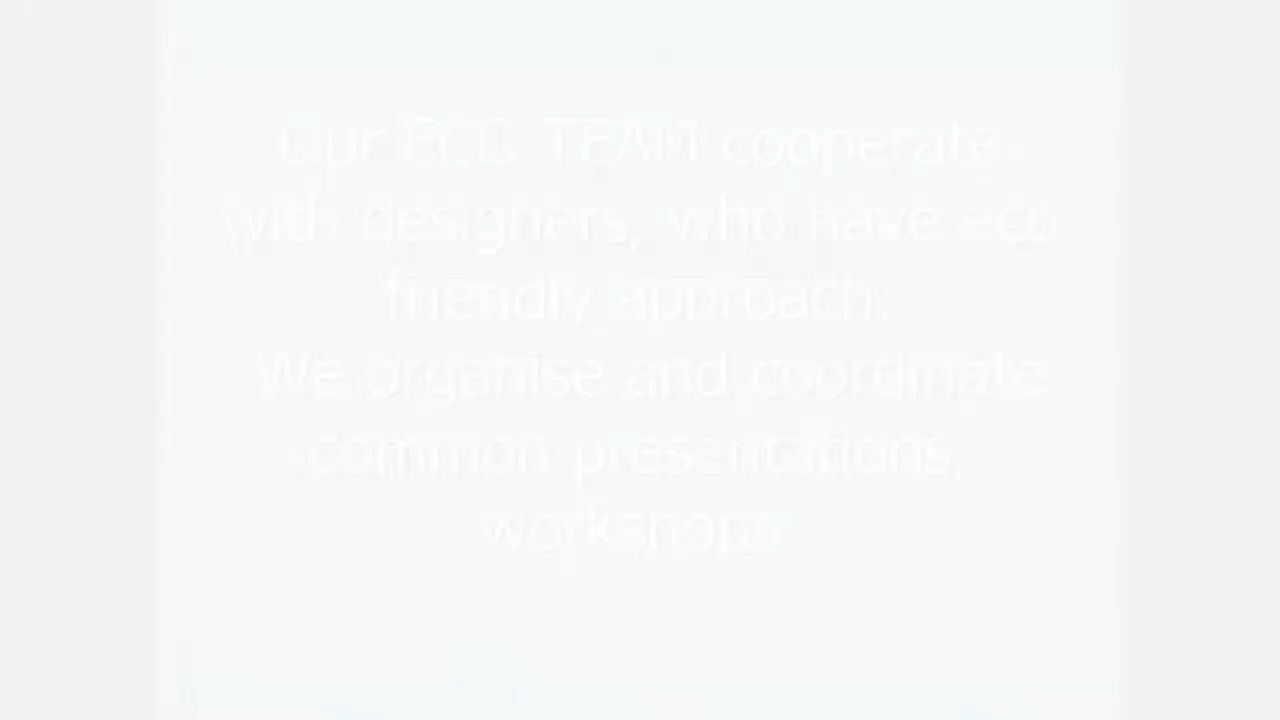 Our ECO TEAM cooperate
with designers, who have eco
friendly approach.
We organise and coordinate
common presentations,
workshops